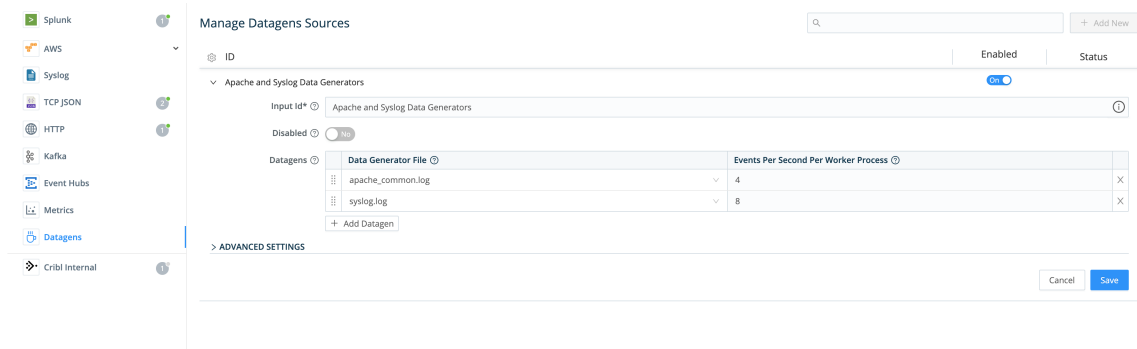 Splunk 1
AWS
Syslog
TCP JSON 2
HTTP 1
Kafka
Event Hubs
Metrics
Datagens
Cribl Internal 1
Manage Datagens Sources
+ Add New
ID Enabled Status
Apache and Syslog Data Generators On
Input Id* ? Apache and Syslog Data Generators
Disabled ? No
Datagens ? Data Generator File ? Events Per Second Per Worker Process ?
apache_common.log 4 X
syslog.log 8 X
+ Add Datagen
> ADVANCED SETTINGS
Cancel Save